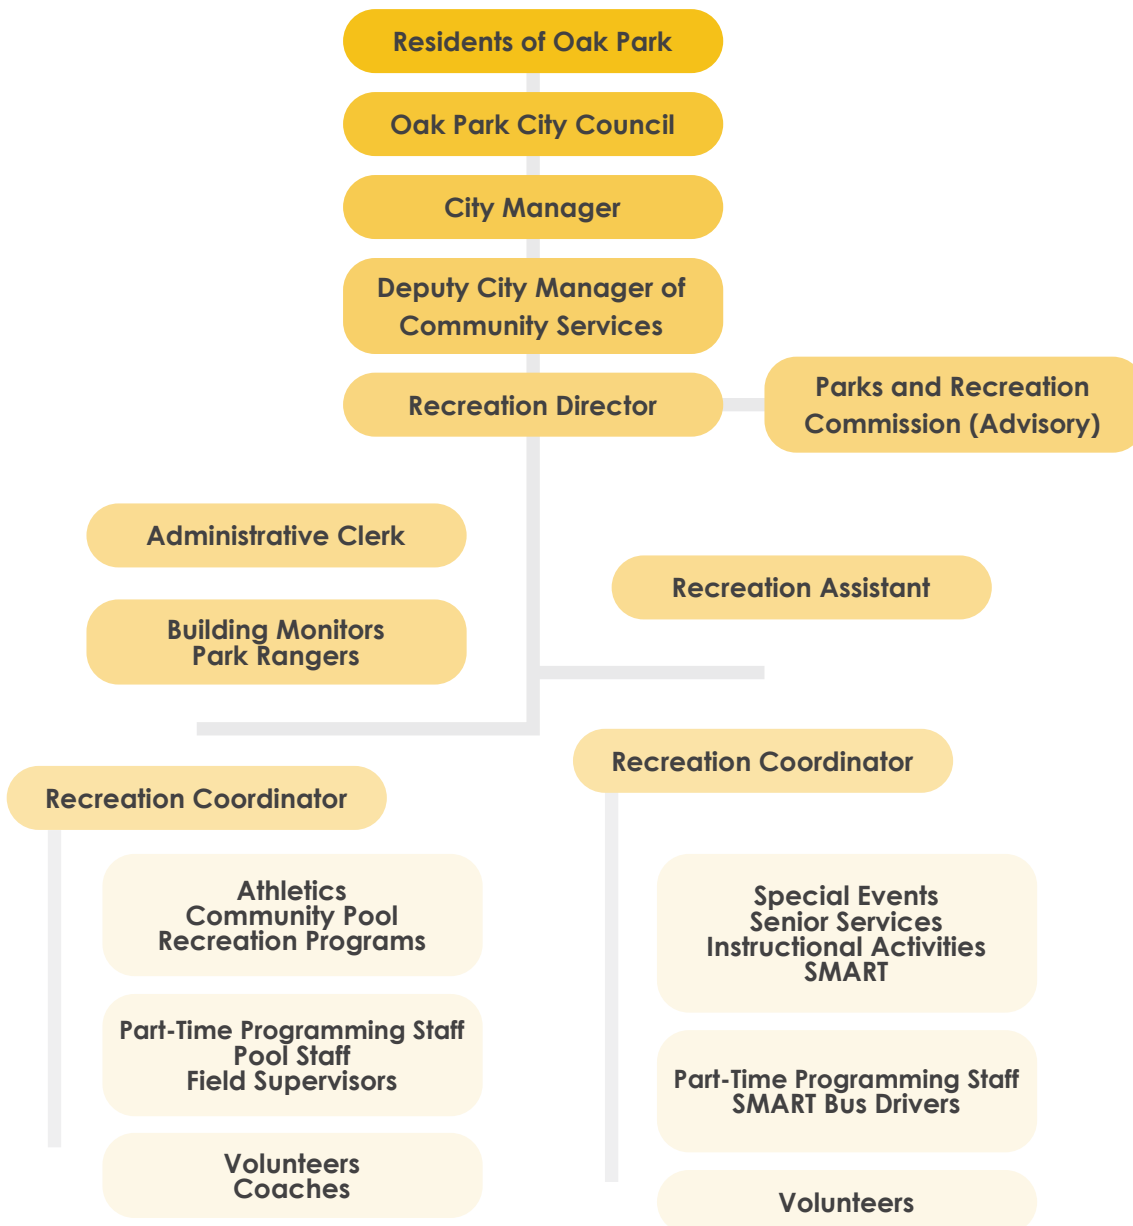 Residents of Oak Park
Oak Park City Council
City Manager
Deputy City Manager of
Community Services
Recreation Director
Parks and Recreation
Commission (Advisory)
Administrative Clerk
Building Monitors
Park Rangers
Recreation Assistant
Recreation Coordinator
Athletics
Community Pool
Recreation Programs
Part-Time Programming Staff
Pool Staff
Field Supervisors
Volunteers
Coaches
Recreation Coordinator
Special Events
Senior Services
Instructional Activities
SMART
Part-Time Programming Staff
SMART Bus Drivers
Volunteers